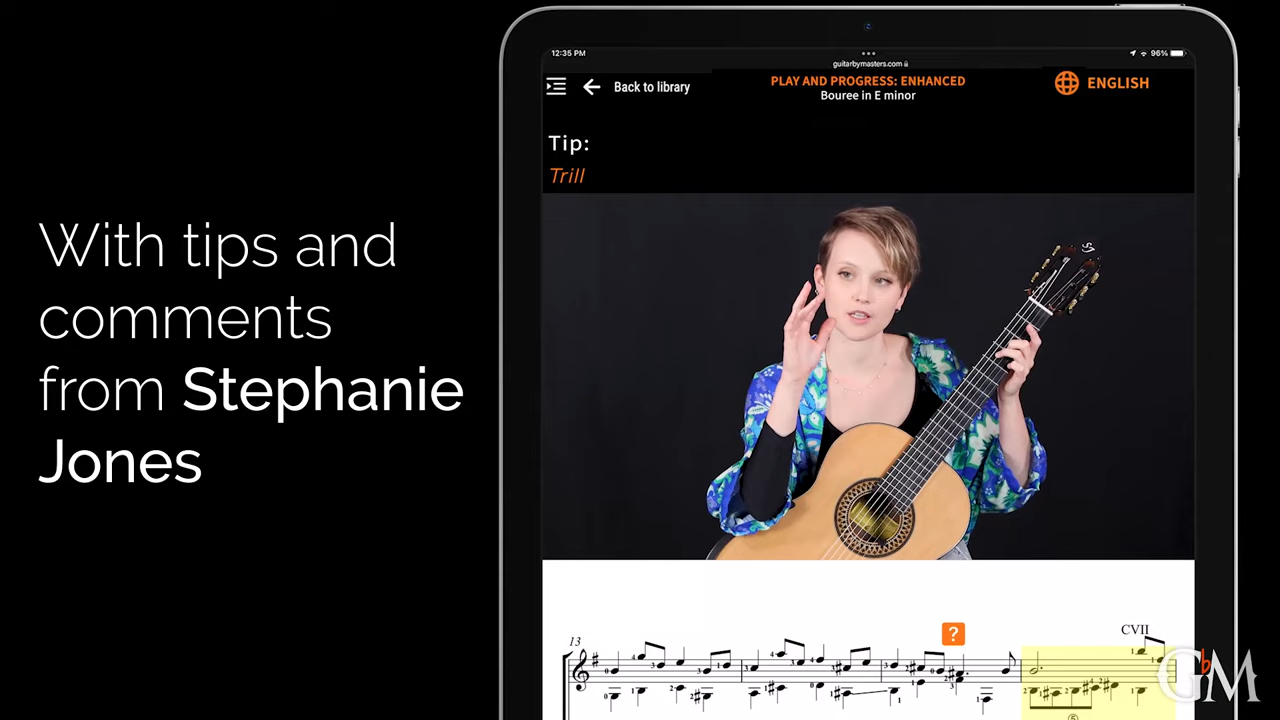 With tips and
comments
from Stephanie
Jones
12:35 PM
96%
guitarbymasters.com
Back to library
PLAY AND PROGRESS: ENHANCED
Bouree in E minor
ENGLISH
Tip:
Trill
13
?
CVII
GbM